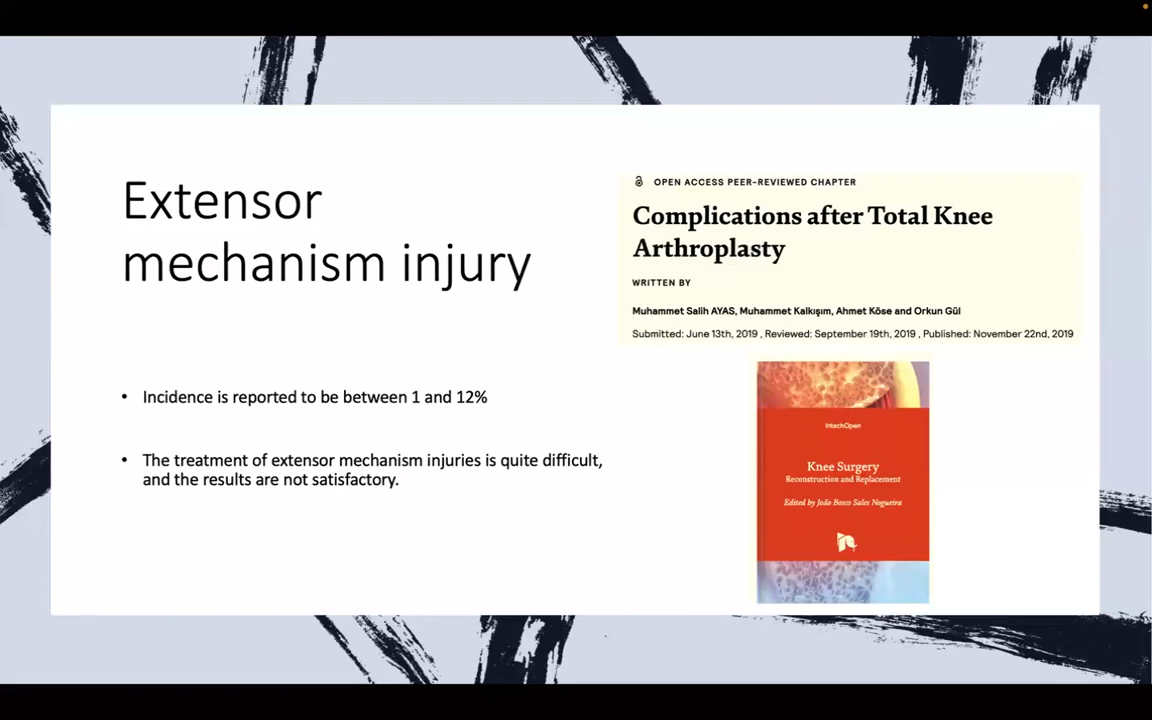 Extensor
mechanism injury
• Incidence is reported to be between 1 and 12%
• The treatment of extensor mechanism injuries is quite difficult,
and the results are not satisfactory.
OPEN ACCESS PEER-REVIEWED CHAPTER
Complications after Total Knee
Arthroplasty
WRITTEN BY
Muhammet Salih AYAS, Muhammet Kalkışım, Ahmet Köse and Orkun Gül
Submitted: June 13th, 2019 , Reviewed: September 19th, 2019 , Published: November 22nd, 2019
IntechOpen
Knee Surgery
Reconstruction and Replacement
Edited by João Bosco Sales Nogueira